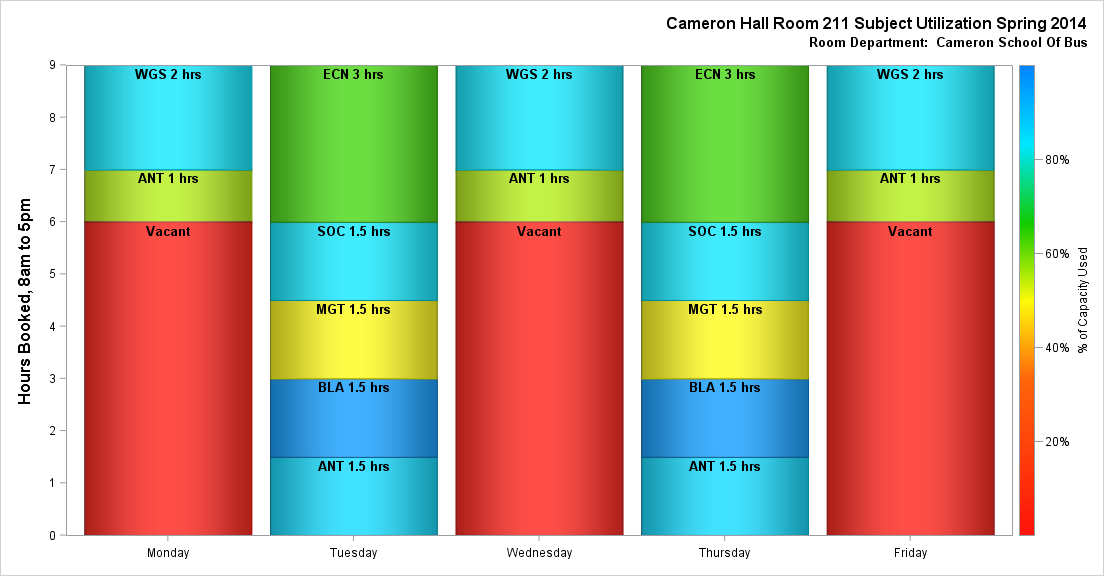 Cameron Hall Room 211 Subject Utilization Spring 2014
Room Department: Cameron School Of Bus
Hours Booked, 8am to 5pm
9
8
7
6
5
4
3
2
1
0
WGS 2 hrs
ANT 1 hrs
Vacant
Monday
ECN 3 hrs
SOC 1.5 hrs
MGT 1.5 hrs
BLA 1.5 hrs
ANT 1.5 hrs
Tuesday
WGS 2 hrs
ANT 1 hrs
Vacant
Wednesday
ECN 3 hrs
SOC 1.5 hrs
MGT 1.5 hrs
BLA 1.5 hrs
ANT 1.5 hrs
Thursday
WGS 2 hrs
ANT 1 hrs
Vacant
Friday
80%
60%
40%
20%
% of Capacity Used